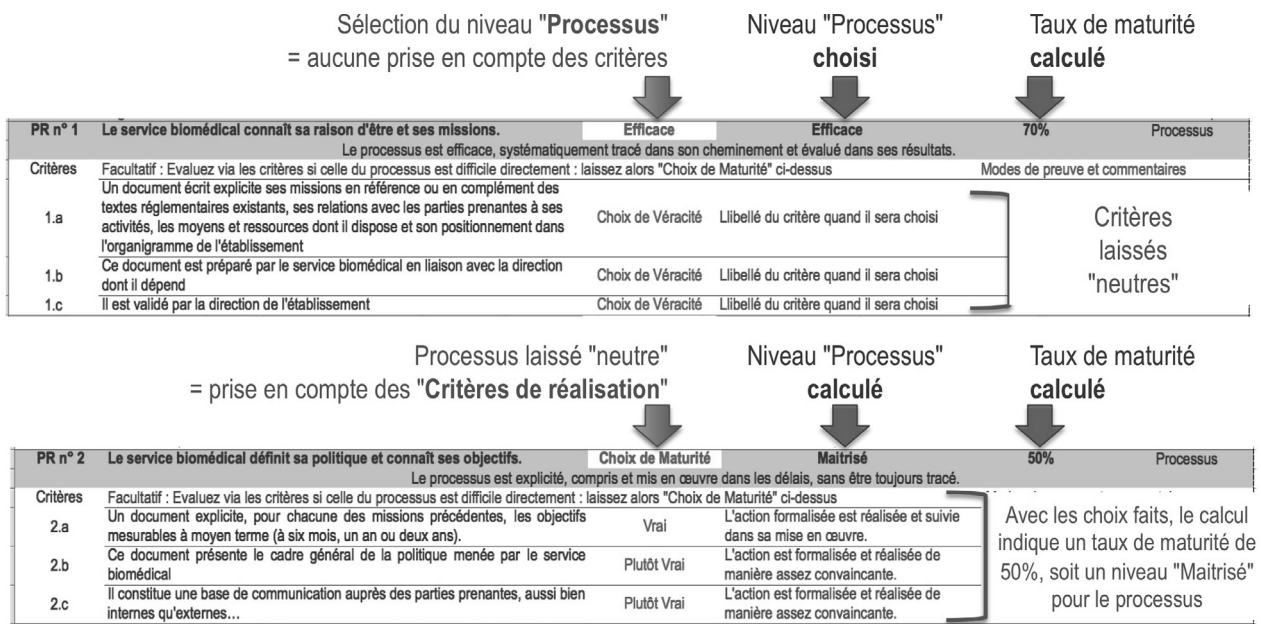 Sélection du niveau "Processus"
= aucune prise en compte des critères
Niveau "Processus"
choisi
Taux de maturité
calculé
PR n° 1 Le service biomédical connaît sa raison d'être et ses missions. Efficace Efficace 70% Processus
Le processus est efficace, systématiquement tracé dans son cheminement et évalué dans ses résultats.
Critères Facultatif : Evaluez via les critères si celle du processus est difficile directement : laissez alors "Choix de Maturité" ci-dessus Modes de preuve et commentaires
Un document écrit explicite ses missions en référence ou en complément des
textes réglementaires existants, ses relations avec les parties prenantes à ses
1.a activités, les moyens et ressources dont il dispose et son positionnement dans Choix de Véracité Llibellé du critère quand il sera choisi
l'organigramme de l'établissement
Ce document est préparé par le service biomédical en liaison avec la direction
1.b dont il dépend Choix de Véracité Llibellé du critère quand il sera choisi
1.c Il est validé par la direction de l'établissement Choix de Véracité Llibellé du critère quand il sera choisi
Critères
laissés
"neutres"
Processus laissé "neutre"
= prise en compte des "Critères de réalisation"
Niveau "Processus"
calculé
Taux de maturité
calculé
PR n° 2 Le service biomédical définit sa politique et connaît ses objectifs. Choix de Maturité Maitrisé 50% Processus
Le processus est explicité, compris et mis en œuvre dans les délais, sans être toujours tracé.
Critères Facultatif : Evaluez via les critères si celle du processus est difficile directement : laissez alors "Choix de Maturité" ci-dessus
2.a Un document explicite, pour chacune des missions précédentes, les objectifs Vrai L'action formalisée est réalisée et suivie
mesurables à moyen terme (à six mois, un an ou deux ans). dans sa mise en œuvre.
2.b Ce document présente le cadre général de la politique menée par le service Plutôt Vrai L'action est formalisée et réalisée de
biomédical manière assez convaincante.
2.c Il constitue une base de communication auprès des parties prenantes, aussi bien Plutôt Vrai L'action est formalisée et réalisée de
internes qu'externes… manière assez convaincante.
Avec les choix faits, le calcul
indique un taux de maturité de
50%, soit un niveau "Maitrisé"
pour le processus